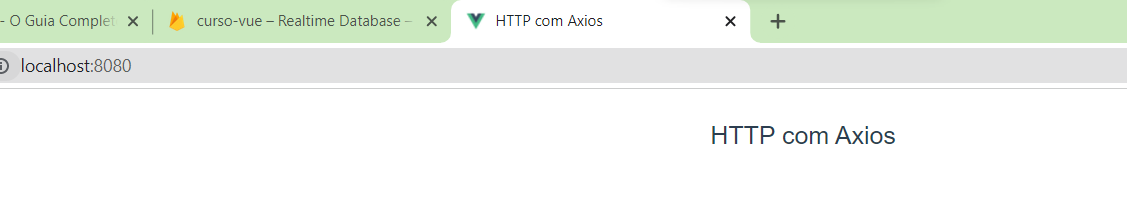 - O Guia Complet
curso-vue – Realtime Database –
HTTP com Axios
localhost:8080
HTTP com Axios